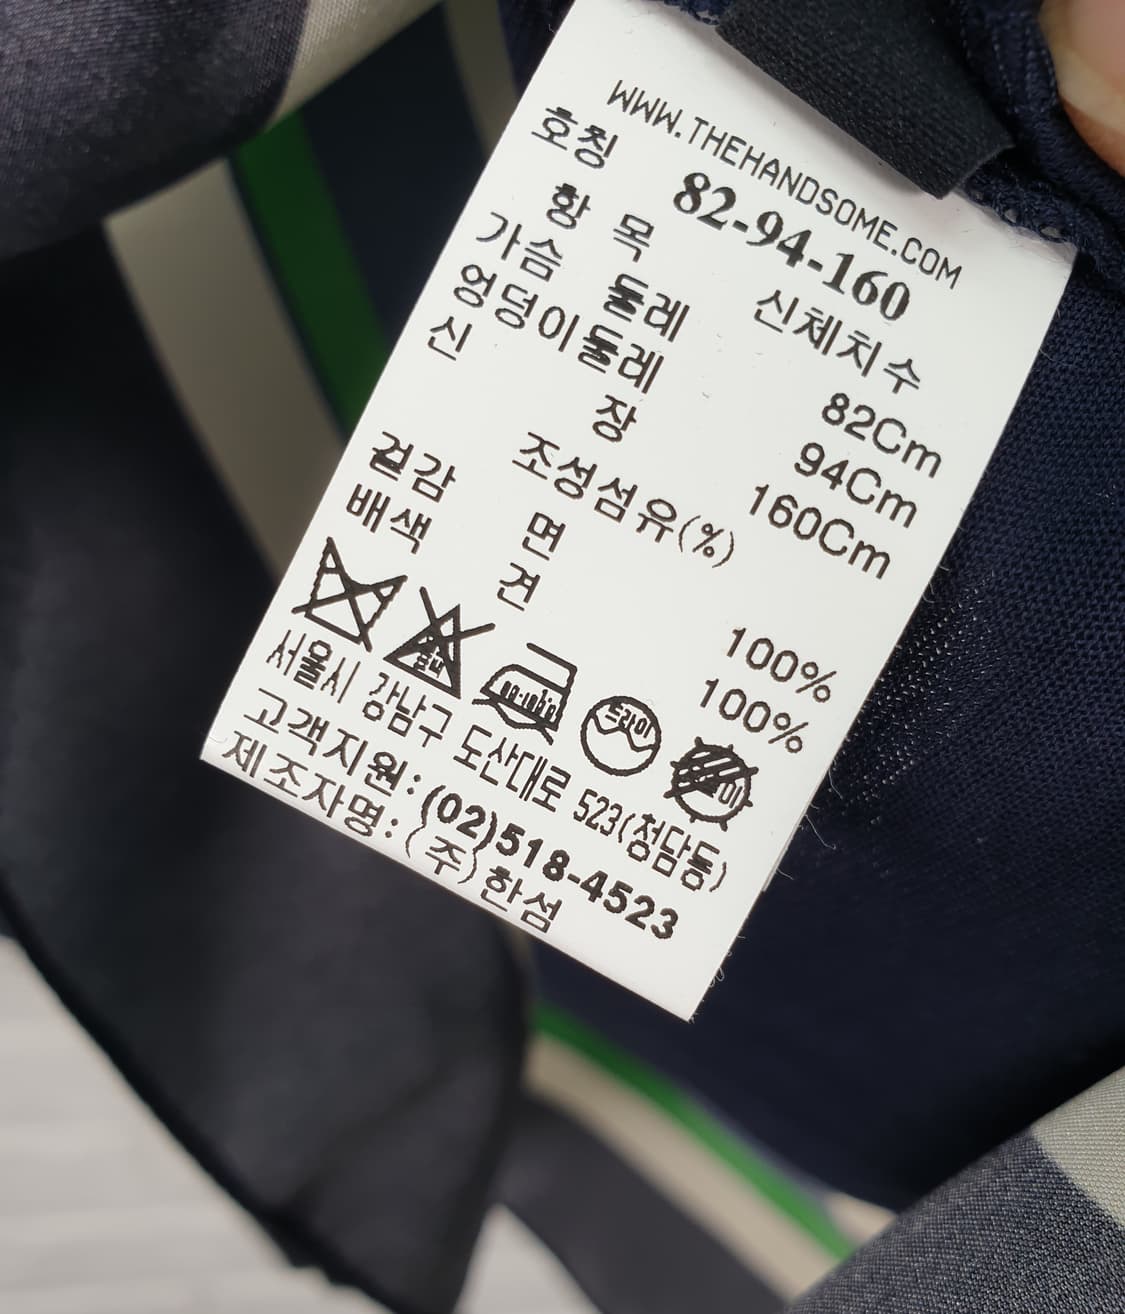 WWW.THEHANDSOME.COM
호칭 82-94-160
항 목 신체치수
가슴 둘레 82Cm
엉덩이둘레 94Cm
신 장 160Cm
조성섬유(%)
겉감 면 100%
배색 견 100%
드라이
서울시 강남구 도산대로 523(청담동)
고객지원: (02)518-4523
제조자명: (주)한섬